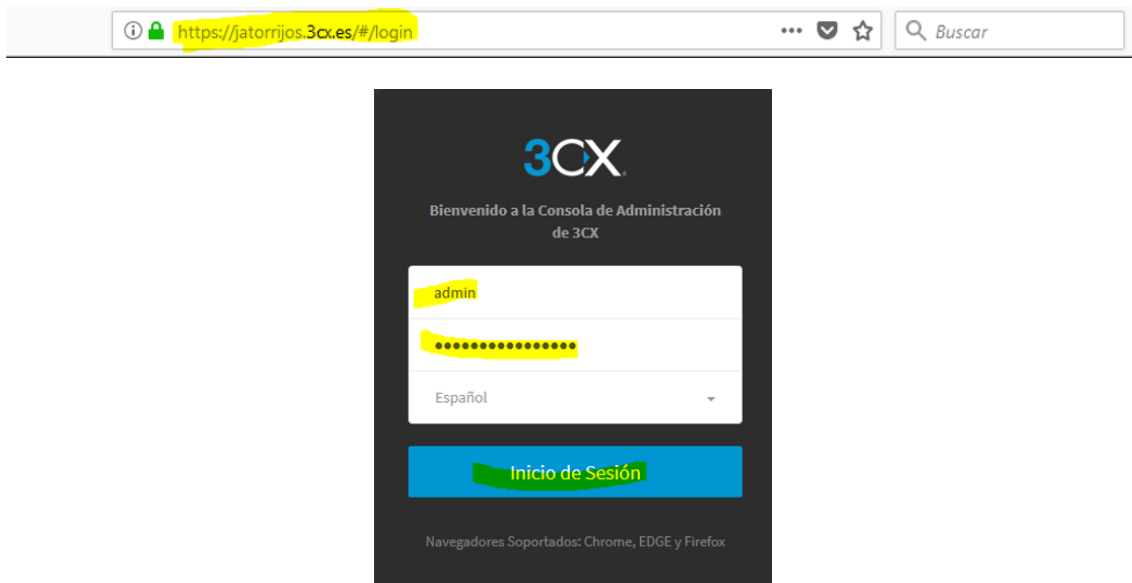 https://jatorrijos.3cx.es/#/login
Buscar
3CX
Bienvenido a la Consola de Administración
de 3CX
admin
●●●●●●●●●●●●●●●●
Español
Inicio de Sesión
Navegadores Soportados: Chrome, EDGE y Firefox